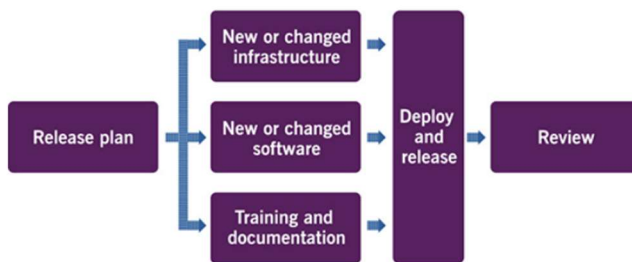 Release plan
New or changed
infrastructure
New or changed
software
Training and
documentation
Deploy
and
release
Review